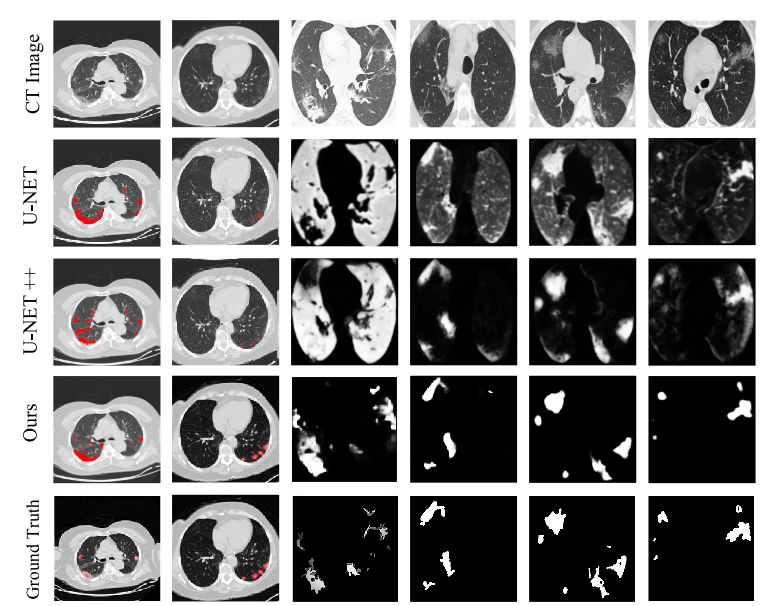 CT Image
U-NET
U-NET ++
Ours
Ground Truth